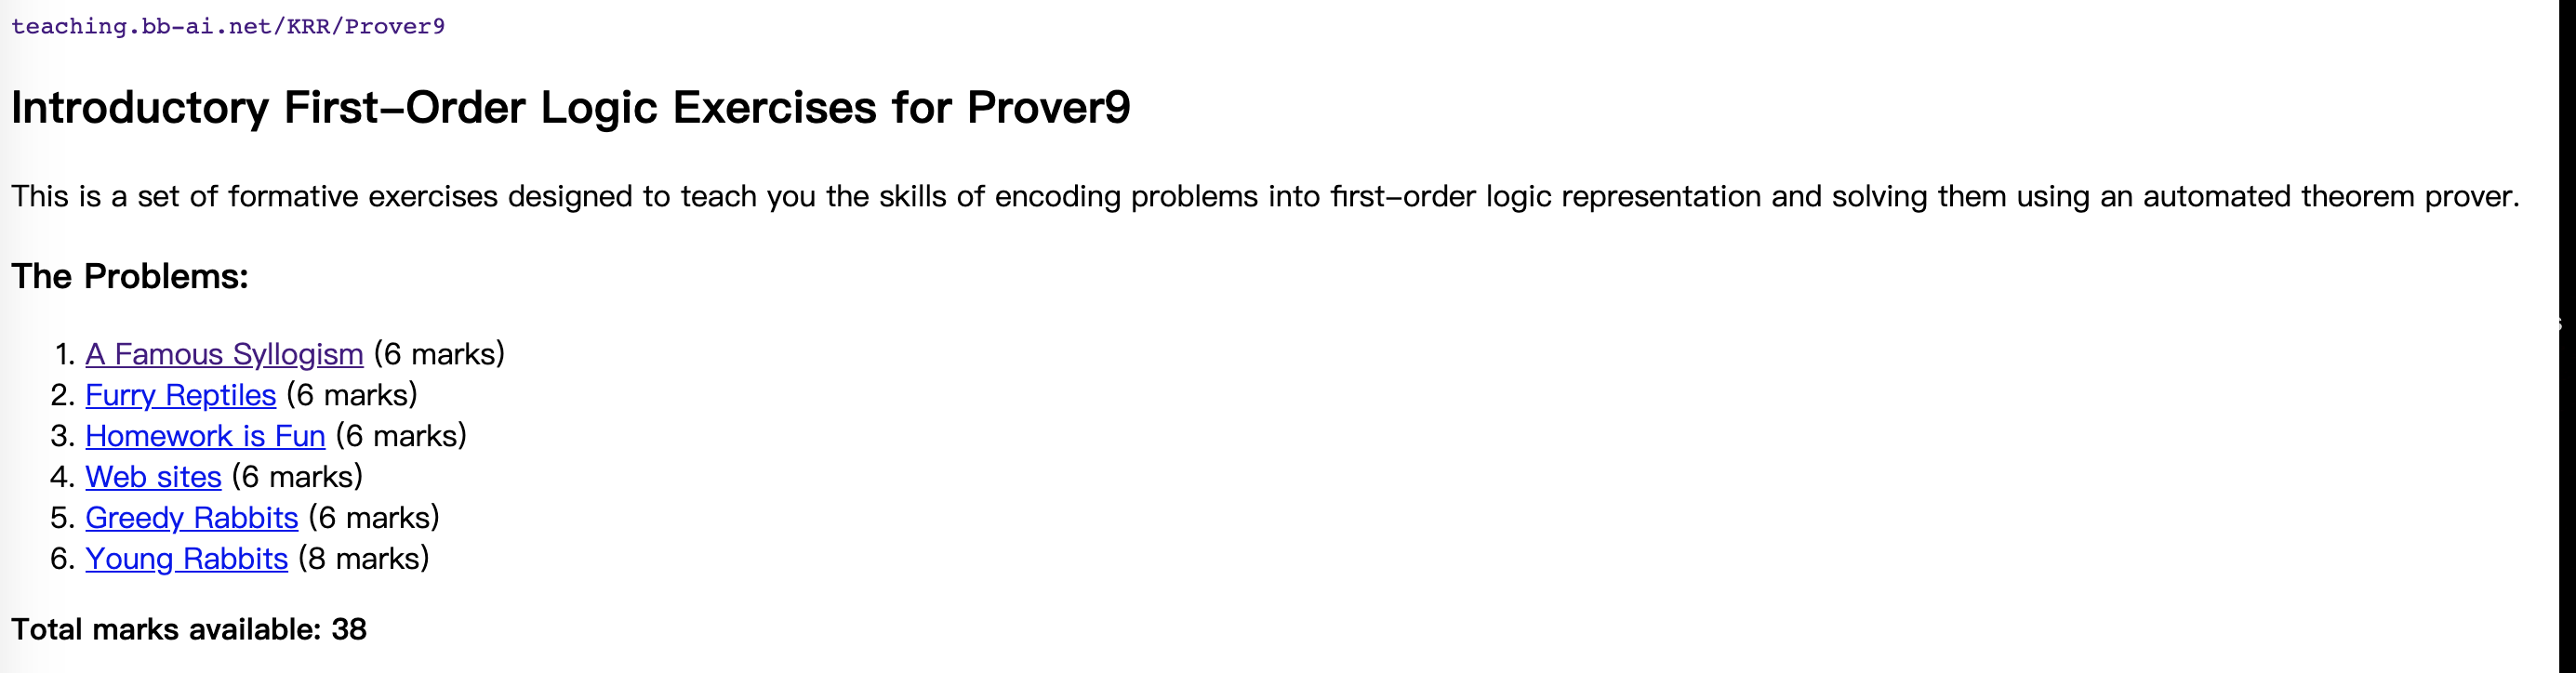 teaching.bb-ai.net/KRR/Prover9
Introductory First-Order Logic Exercises for Prover9
This is a set of formative exercises designed to teach you the skills of encoding problems into first-order logic representation and solving them using an automated theorem prover.
The Problems:
1. A Famous Syllogism (6 marks)
2. Furry Reptiles (6 marks)
3. Homework is Fun (6 marks)
4. Web sites (6 marks)
5. Greedy Rabbits (6 marks)
6. Young Rabbits (8 marks)
Total marks available: 38